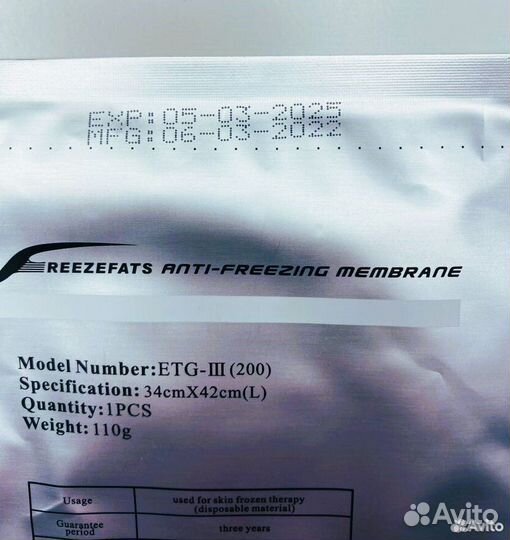 EXP:05-03-2025
MFG:06-03-2022
FREEZEFATS ANTI-FREEZING MEMBRANE
Model Number:ETG-III(200)
Specification: 34cmX42cm(L)
Quantity:1PCS
Weight: 110g
Usage used for skin frozen therapy
(disposable material)
Guarantee period three years
Avito
Avito